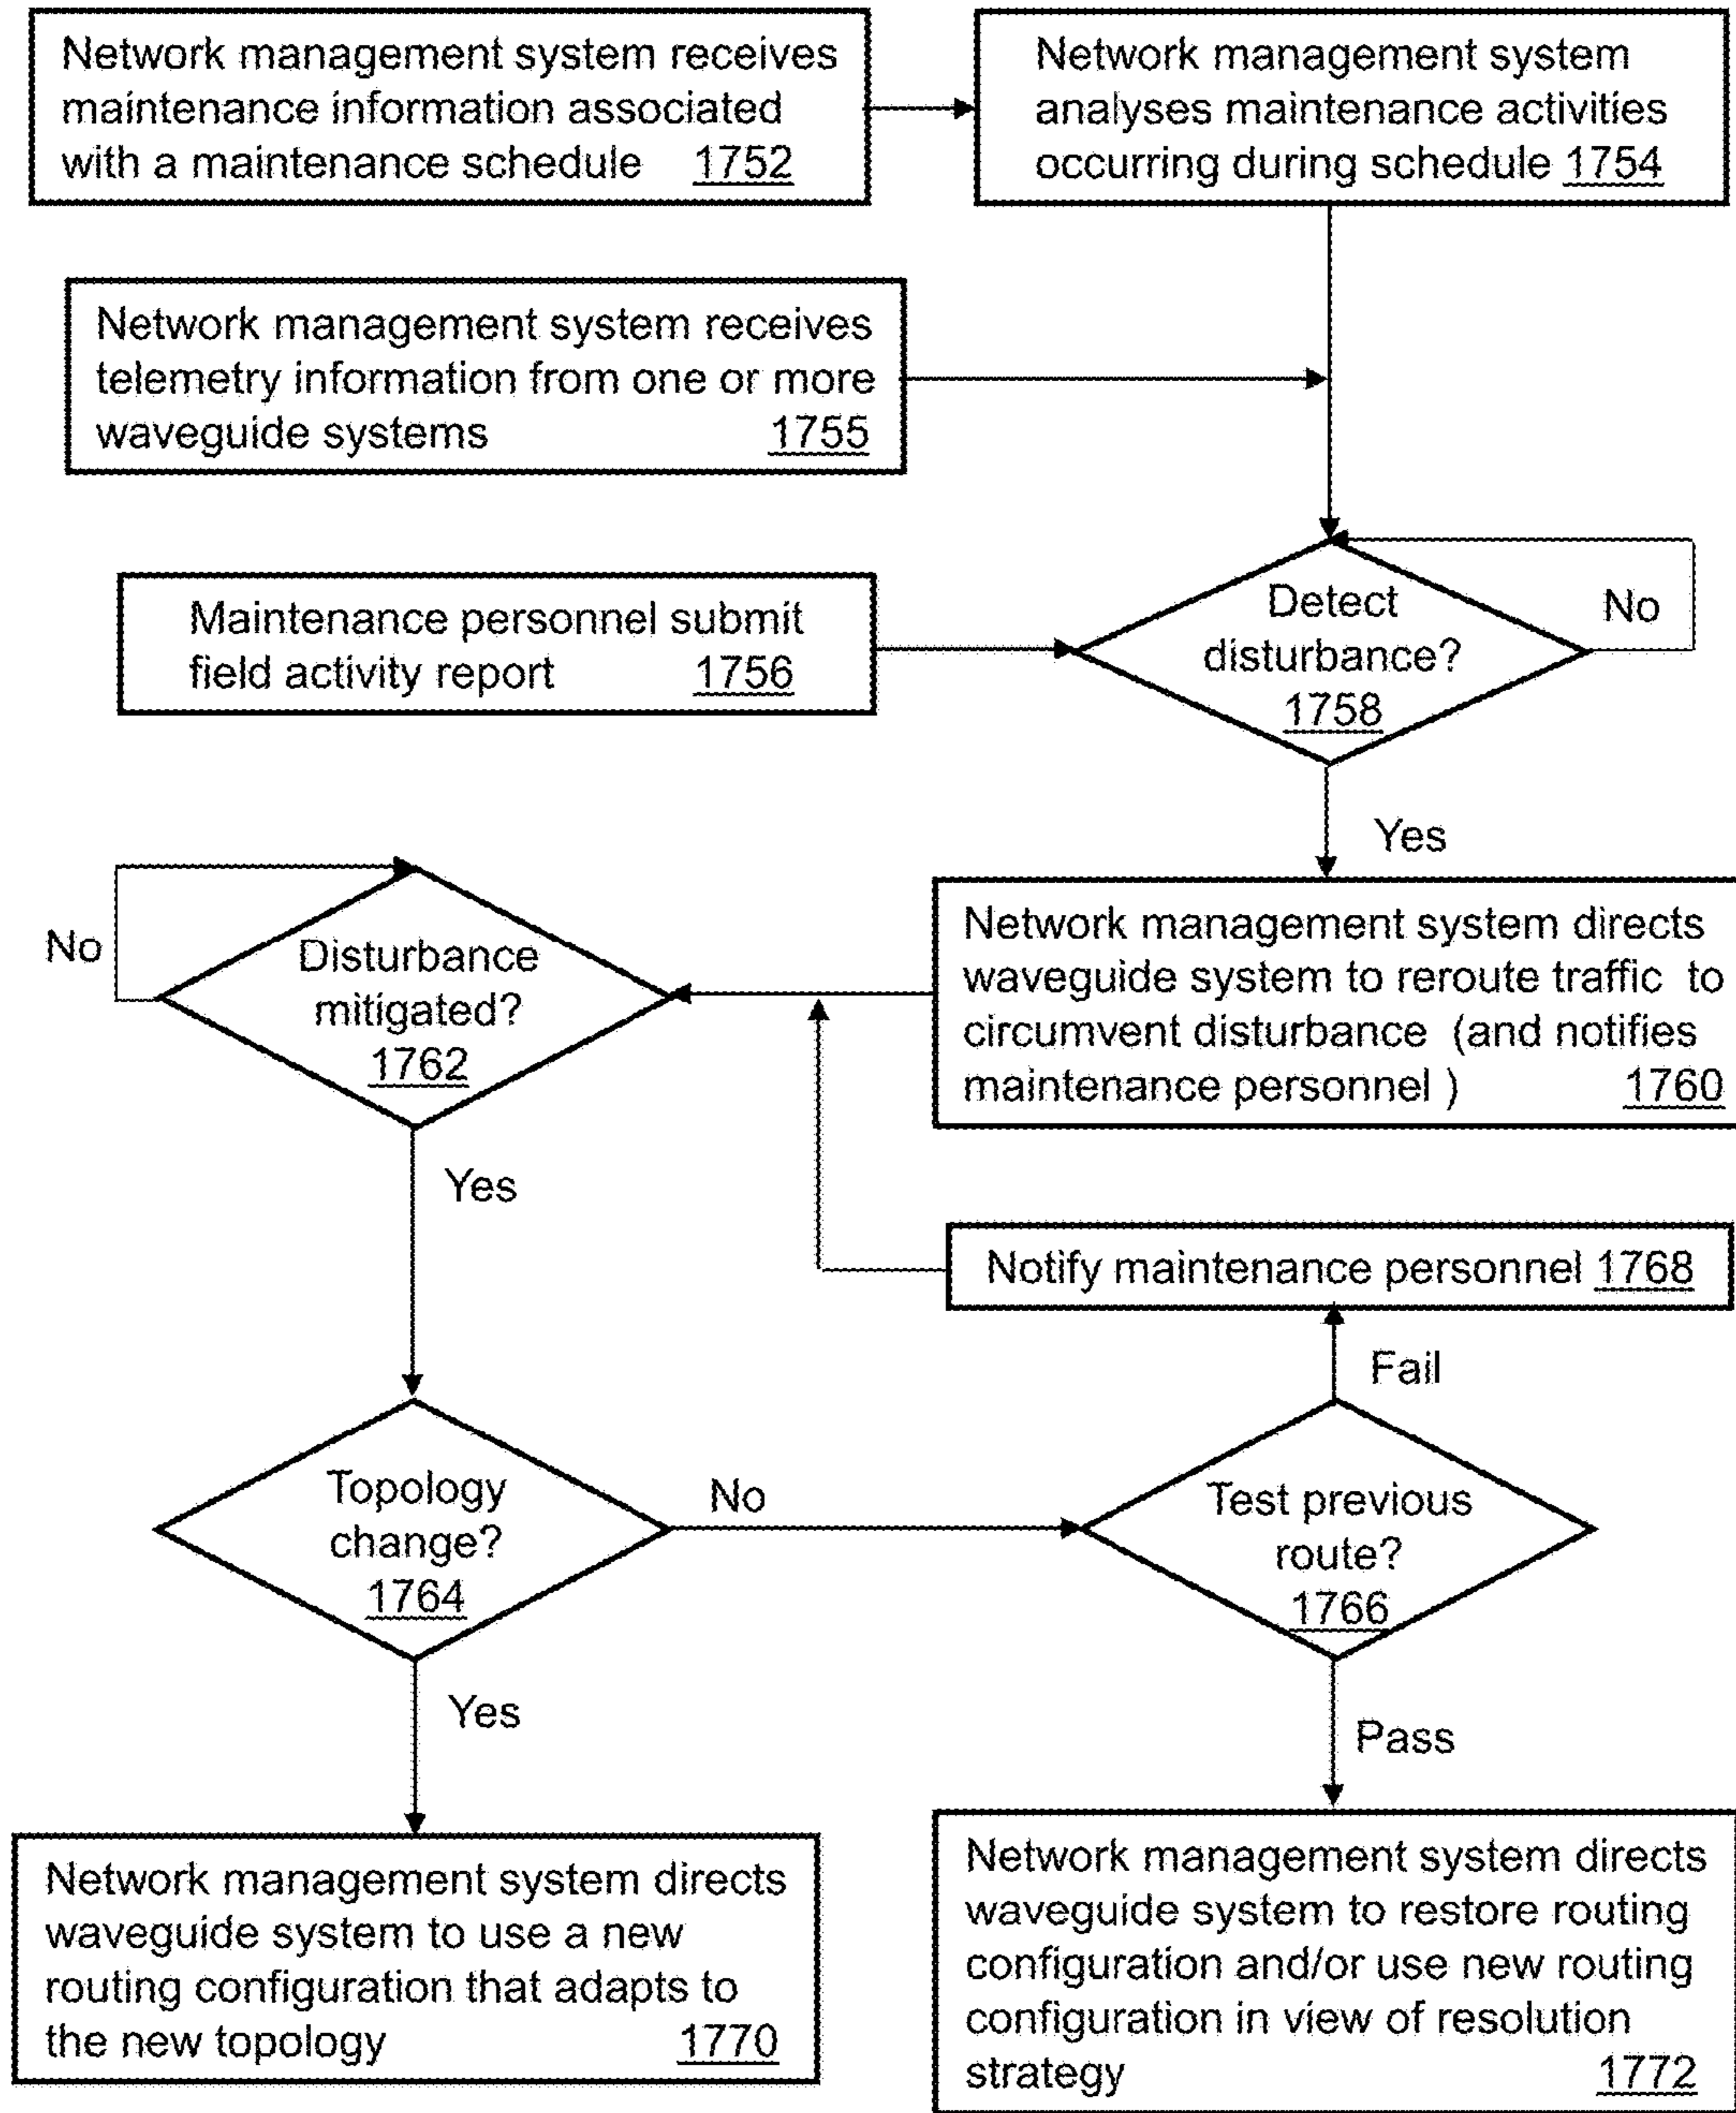 Network management system receives
maintenance information associated
with a maintenance schedule 1752
Network management system
analyses maintenance activities
occurring during schedule 1754
Network management system receives
telemetry information from one or more
waveguide systems 1755
Maintenance personnel submit
field activity report 1756
Detect
disturbance?
1758
No
Yes
Network management system directs
waveguide system to reroute traffic to
circumvent disturbance (and notifies
maintenance personnel ) 1760
No
Disturbance
mitigated?
1762
Yes
Notify maintenance personnel 1768
Fail
Topology
change?
1764
No
Test previous
route?
1766
Yes
Pass
Network management system directs
waveguide system to use a new
routing configuration that adapts to
the new topology 1770
Network management system directs
waveguide system to restore routing
configuration and/or use new routing
configuration in view of resolution
strategy 1772